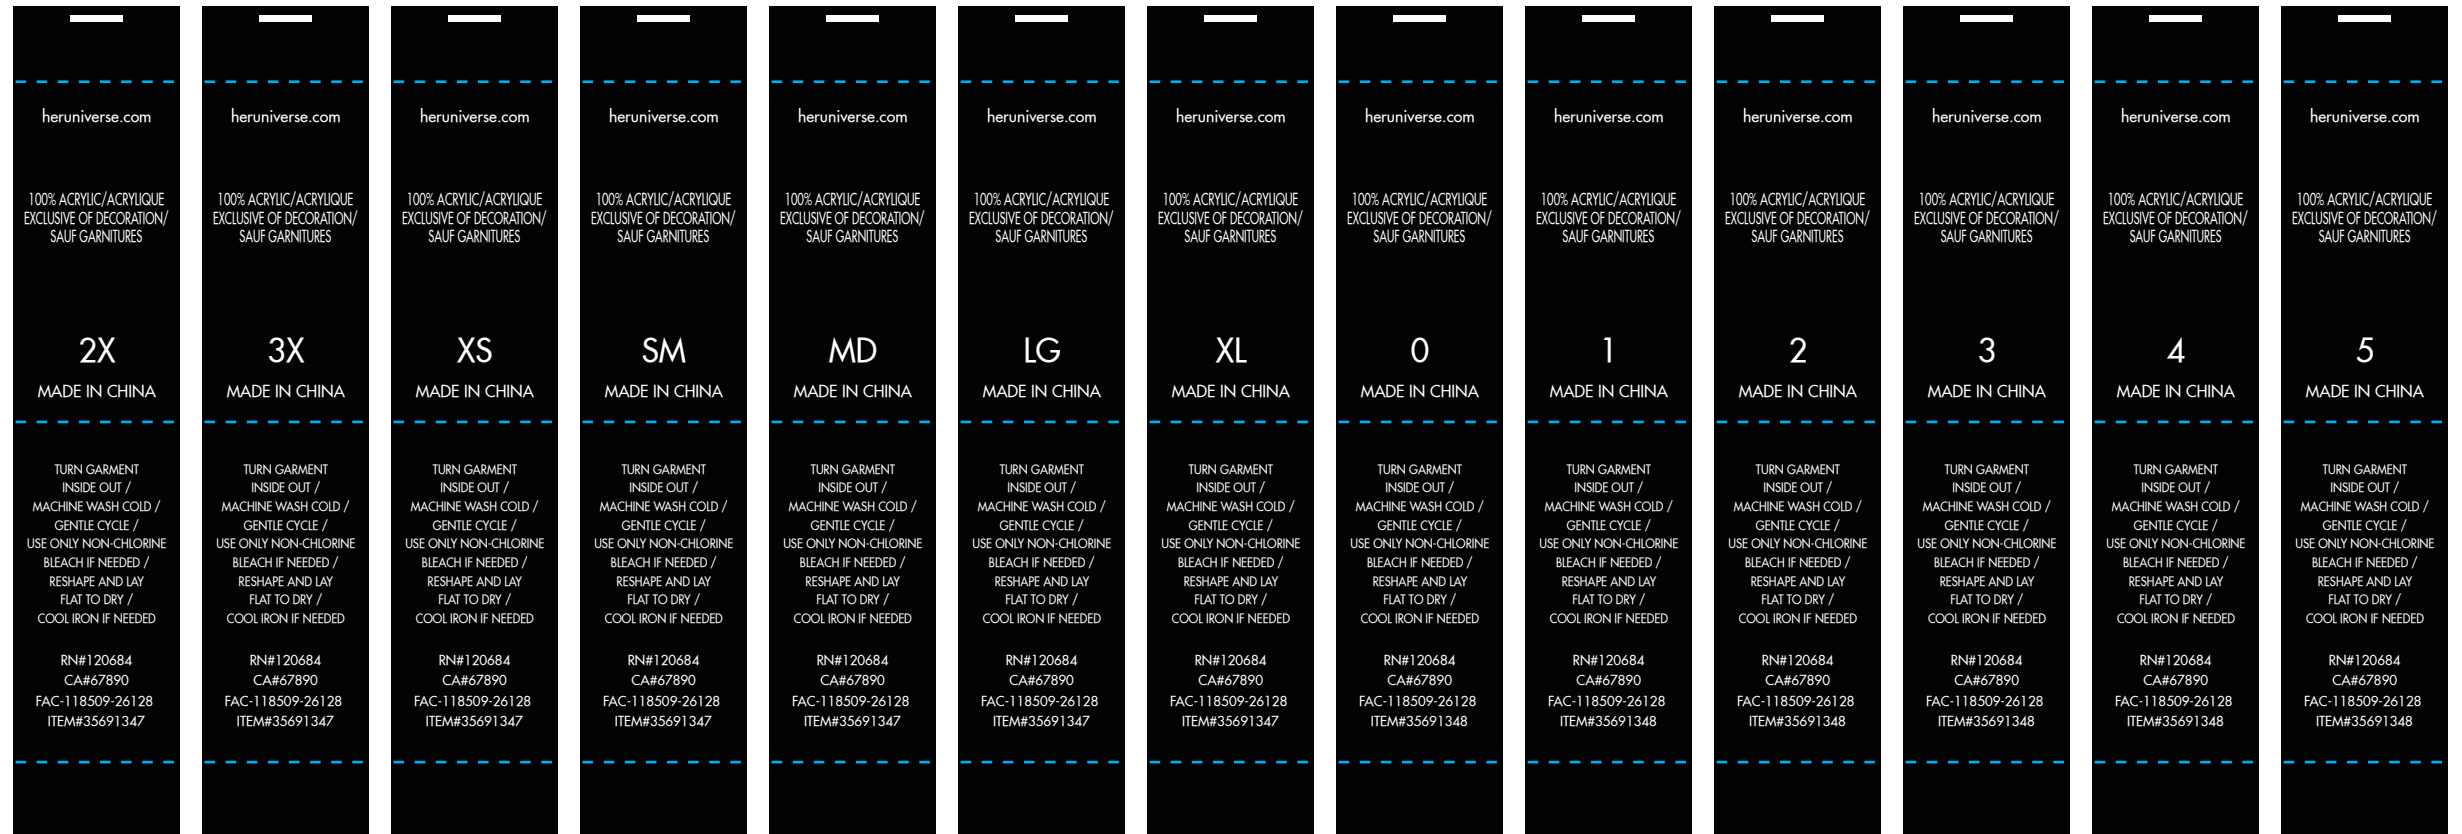 heruniverse.com
100% ACRYLIC/ACRYLIQUE
EXCLUSIVE OF DECORATION/
SAUF GARNITURES
2X
MADE IN CHINA
TURN GARMENT
INSIDE OUT /
MACHINE WASH COLD /
GENTLE CYCLE /
USE ONLY NON-CHLORINE
BLEACH IF NEEDED /
RESHAPE AND LAY
FLAT TO DRY /
COOL IRON IF NEEDED
RN#120684
CA#67890
FAC-118509-26128
ITEM#35691347
heruniverse.com
100% ACRYLIC/ACRYLIQUE
EXCLUSIVE OF DECORATION/
SAUF GARNITURES
3X
MADE IN CHINA
TURN GARMENT
INSIDE OUT /
MACHINE WASH COLD /
GENTLE CYCLE /
USE ONLY NON-CHLORINE
BLEACH IF NEEDED /
RESHAPE AND LAY
FLAT TO DRY /
COOL IRON IF NEEDED
RN#120684
CA#67890
FAC-118509-26128
ITEM#35691347
heruniverse.com
100% ACRYLIC/ACRYLIQUE
EXCLUSIVE OF DECORATION/
SAUF GARNITURES
XS
MADE IN CHINA
TURN GARMENT
INSIDE OUT /
MACHINE WASH COLD /
GENTLE CYCLE /
USE ONLY NON-CHLORINE
BLEACH IF NEEDED /
RESHAPE AND LAY
FLAT TO DRY /
COOL IRON IF NEEDED
RN#120684
CA#67890
FAC-118509-26128
ITEM#35691347
heruniverse.com
100% ACRYLIC/ACRYLIQUE
EXCLUSIVE OF DECORATION/
SAUF GARNITURES
SM
MADE IN CHINA
TURN GARMENT
INSIDE OUT /
MACHINE WASH COLD /
GENTLE CYCLE /
USE ONLY NON-CHLORINE
BLEACH IF NEEDED /
RESHAPE AND LAY
FLAT TO DRY /
COOL IRON IF NEEDED
RN#120684
CA#67890
FAC-118509-26128
ITEM#35691347
heruniverse.com
100% ACRYLIC/ACRYLIQUE
EXCLUSIVE OF DECORATION/
SAUF GARNITURES
MD
MADE IN CHINA
TURN GARMENT
INSIDE OUT /
MACHINE WASH COLD /
GENTLE CYCLE /
USE ONLY NON-CHLORINE
BLEACH IF NEEDED /
RESHAPE AND LAY
FLAT TO DRY /
COOL IRON IF NEEDED
RN#120684
CA#67890
FAC-118509-26128
ITEM#35691347
heruniverse.com
100% ACRYLIC/ACRYLIQUE
EXCLUSIVE OF DECORATION/
SAUF GARNITURES
LG
MADE IN CHINA
TURN GARMENT
INSIDE OUT /
MACHINE WASH COLD /
GENTLE CYCLE /
USE ONLY NON-CHLORINE
BLEACH IF NEEDED /
RESHAPE AND LAY
FLAT TO DRY /
COOL IRON IF NEEDED
RN#120684
CA#67890
FAC-118509-26128
ITEM#35691347
heruniverse.com
100% ACRYLIC/ACRYLIQUE
EXCLUSIVE OF DECORATION/
SAUF GARNITURES
XL
MADE IN CHINA
TURN GARMENT
INSIDE OUT /
MACHINE WASH COLD /
GENTLE CYCLE /
USE ONLY NON-CHLORINE
BLEACH IF NEEDED /
RESHAPE AND LAY
FLAT TO DRY /
COOL IRON IF NEEDED
RN#120684
CA#67890
FAC-118509-26128
ITEM#35691347
heruniverse.com
100% ACRYLIC/ACRYLIQUE
EXCLUSIVE OF DECORATION/
SAUF GARNITURES
0
MADE IN CHINA
TURN GARMENT
INSIDE OUT /
MACHINE WASH COLD /
GENTLE CYCLE /
USE ONLY NON-CHLORINE
BLEACH IF NEEDED /
RESHAPE AND LAY
FLAT TO DRY /
COOL IRON IF NEEDED
RN#120684
CA#67890
FAC-118509-26128
ITEM#35691348
heruniverse.com
100% ACRYLIC/ACRYLIQUE
EXCLUSIVE OF DECORATION/
SAUF GARNITURES
1
MADE IN CHINA
TURN GARMENT
INSIDE OUT /
MACHINE WASH COLD /
GENTLE CYCLE /
USE ONLY NON-CHLORINE
BLEACH IF NEEDED /
RESHAPE AND LAY
FLAT TO DRY /
COOL IRON IF NEEDED
RN#120684
CA#67890
FAC-118509-26128
ITEM#35691348
heruniverse.com
100% ACRYLIC/ACRYLIQUE
EXCLUSIVE OF DECORATION/
SAUF GARNITURES
2
MADE IN CHINA
TURN GARMENT
INSIDE OUT /
MACHINE WASH COLD /
GENTLE CYCLE /
USE ONLY NON-CHLORINE
BLEACH IF NEEDED /
RESHAPE AND LAY
FLAT TO DRY /
COOL IRON IF NEEDED
RN#120684
CA#67890
FAC-118509-26128
ITEM#35691348
heruniverse.com
100% ACRYLIC/ACRYLIQUE
EXCLUSIVE OF DECORATION/
SAUF GARNITURES
3
MADE IN CHINA
TURN GARMENT
INSIDE OUT /
MACHINE WASH COLD /
GENTLE CYCLE /
USE ONLY NON-CHLORINE
BLEACH IF NEEDED /
RESHAPE AND LAY
FLAT TO DRY /
COOL IRON IF NEEDED
RN#120684
CA#67890
FAC-118509-26128
ITEM#35691348
heruniverse.com
100% ACRYLIC/ACRYLIQUE
EXCLUSIVE OF DECORATION/
SAUF GARNITURES
4
MADE IN CHINA
TURN GARMENT
INSIDE OUT /
MACHINE WASH COLD /
GENTLE CYCLE /
USE ONLY NON-CHLORINE
BLEACH IF NEEDED /
RESHAPE AND LAY
FLAT TO DRY /
COOL IRON IF NEEDED
RN#120684
CA#67890
FAC-118509-26128
ITEM#35691348
heruniverse.com
100% ACRYLIC/ACRYLIQUE
EXCLUSIVE OF DECORATION/
SAUF GARNITURES
5
MADE IN CHINA
TURN GARMENT
INSIDE OUT /
MACHINE WASH COLD /
GENTLE CYCLE /
USE ONLY NON-CHLORINE
BLEACH IF NEEDED /
RESHAPE AND LAY
FLAT TO DRY /
COOL IRON IF NEEDED
RN#120684
CA#67890
FAC-118509-26128
ITEM#35691348